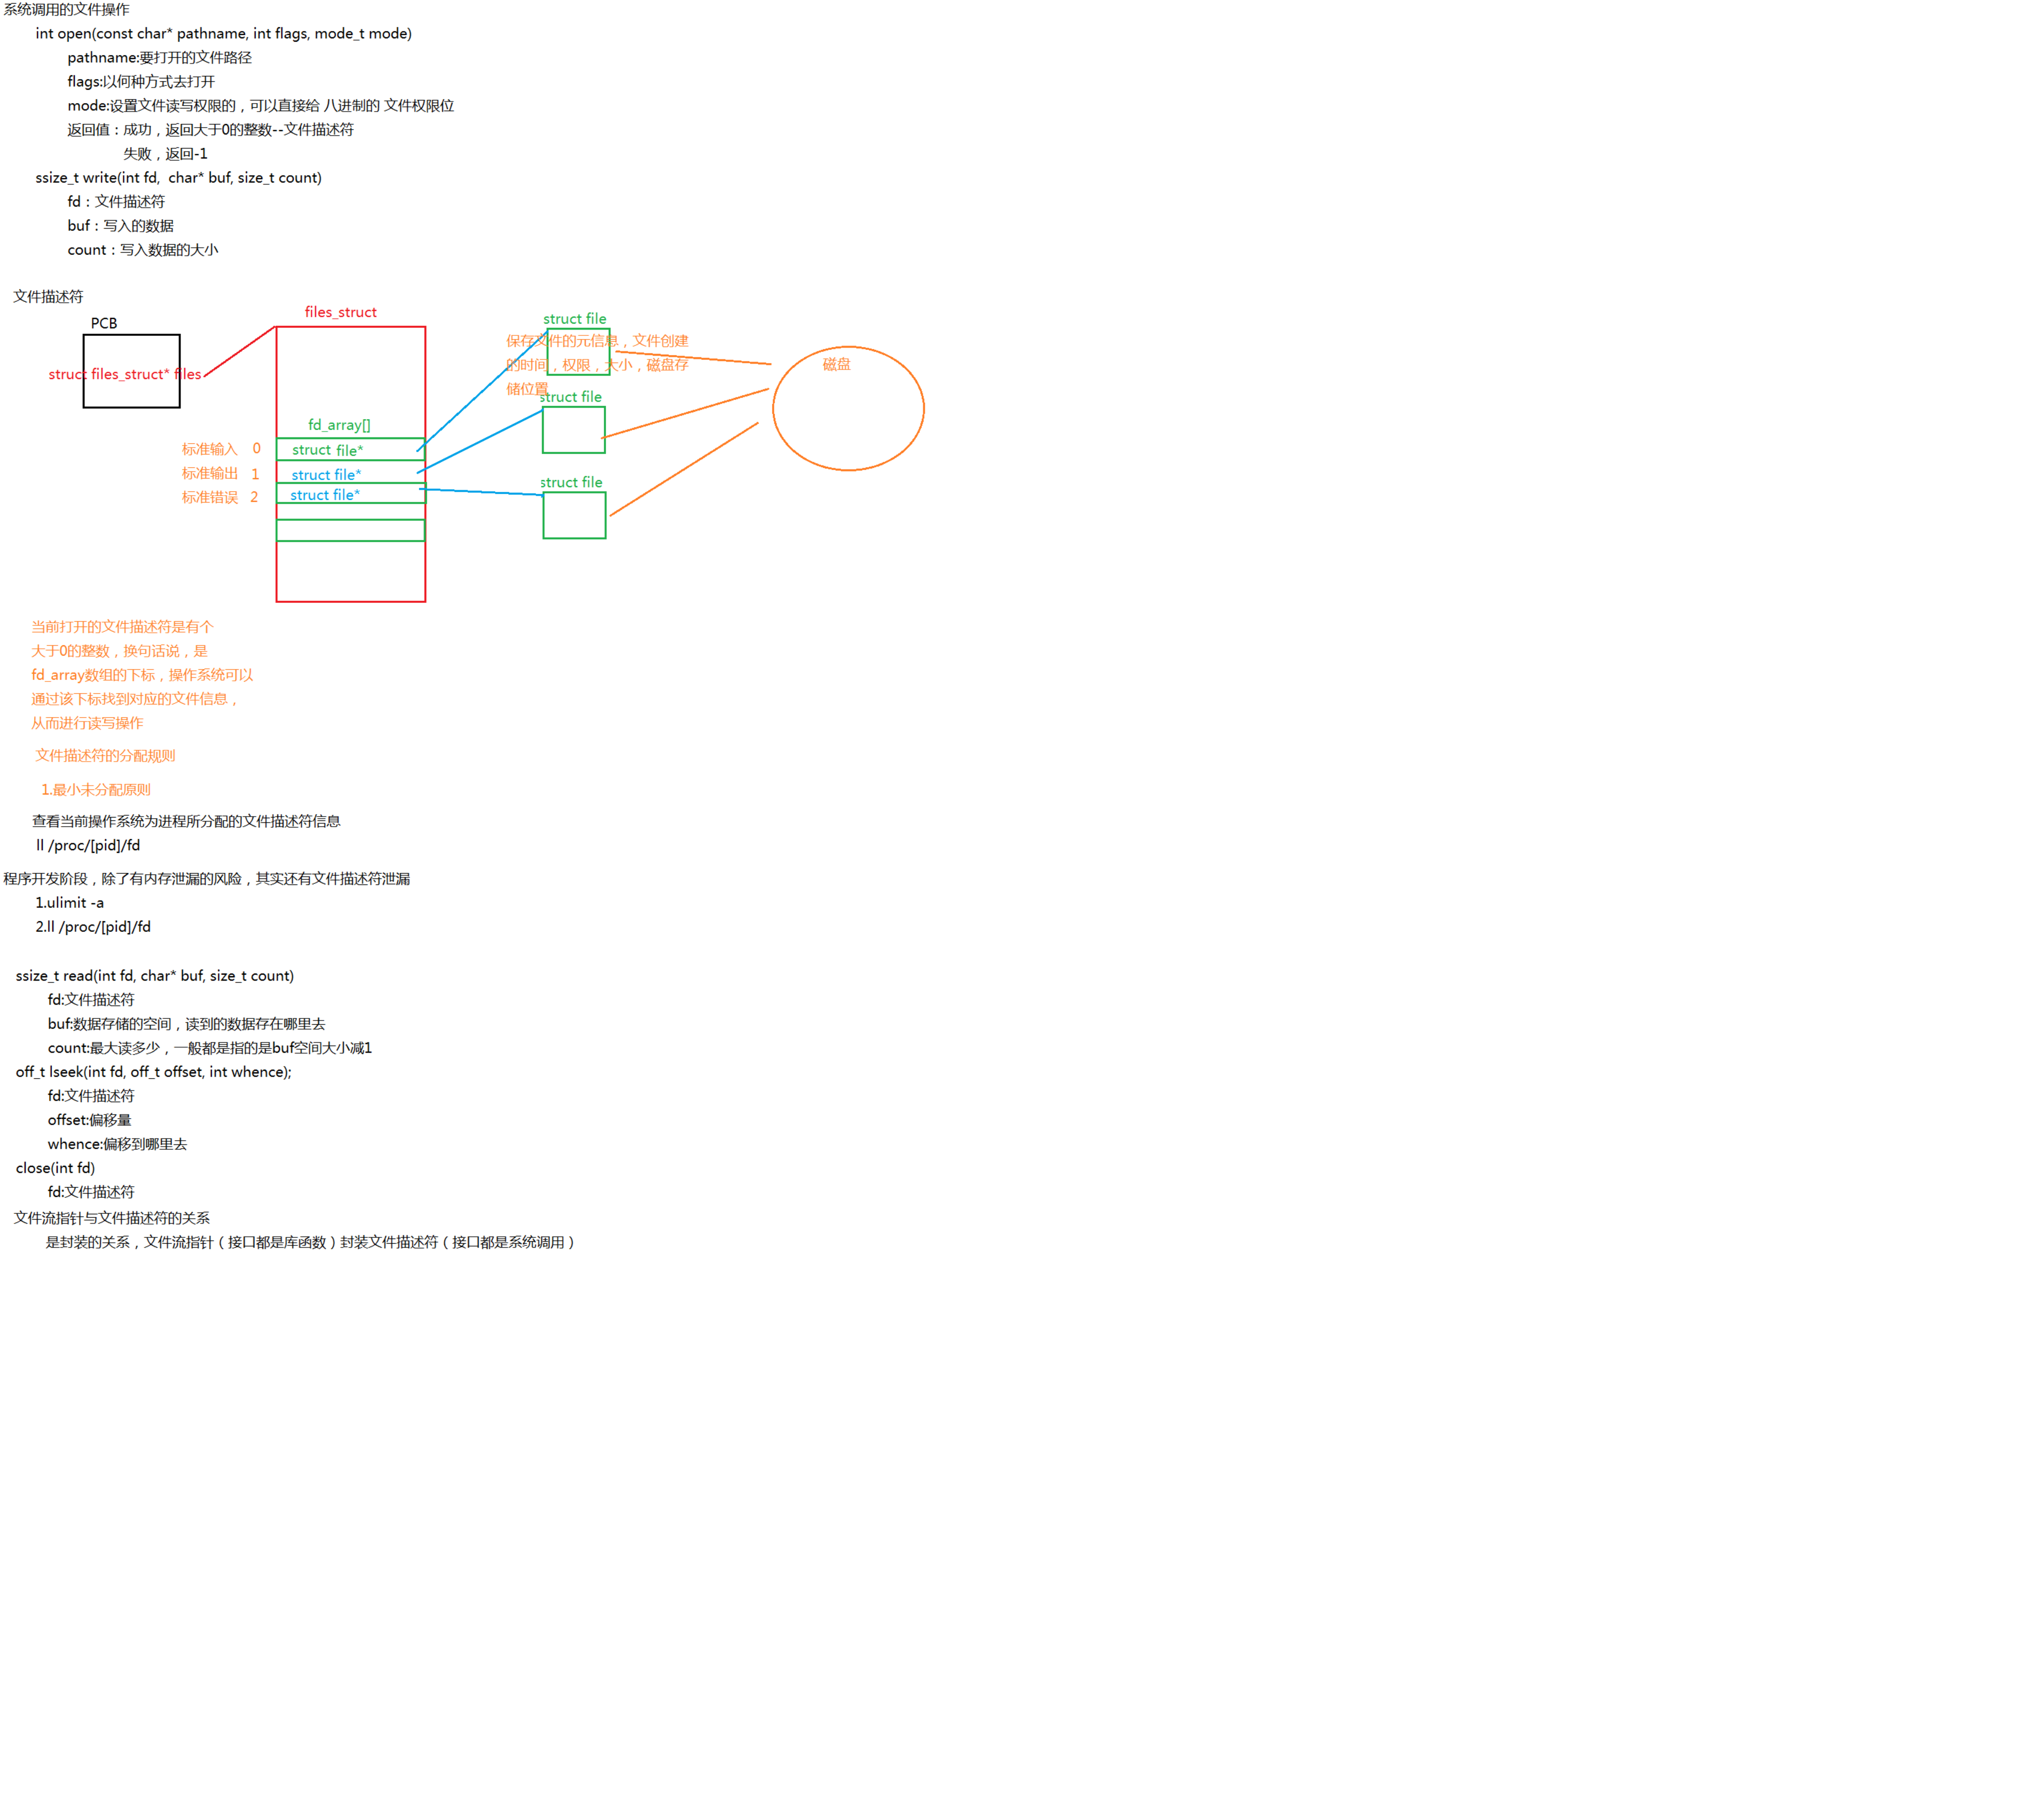 系统调用的文件操作
int open(const char* pathname, int flags, mode_t mode)
pathname:要打开的文件路径
flags:以何种方式去打开
mode:设置文件读写权限的，可以直接给 八进制的 文件权限位
返回值：成功，返回大于0的整数--文件描述符
失败，返回-1
ssize_t write(int fd,  char* buf, size_t count)
fd：文件描述符
buf：写入的数据
count：写入数据的大小
文件描述符
PCB
struct files_struct* files
files_struct
fd_array[]
标准输入 0 struct file*
标准输出 1 struct file*
标准错误 2 struct file*
struct file
保存文件的元信息，文件创建
的时间，权限，大小，磁盘存
储位置
struct file
struct file
磁盘
当前打开的文件描述符是有个
大于0的整数，换句话说，是
fd_array数组的下标，操作系统可以
通过该下标找到对应的文件信息，
从而进行读写操作
文件描述符的分配规则
1.最小未分配原则
查看当前操作系统为进程所分配的文件描述符信息
ll /proc/[pid]/fd
程序开发阶段，除了有内存泄漏的风险，其实还有文件描述符泄漏
1.ulimit -a
2.ll /proc/[pid]/fd
ssize_t read(int fd, char* buf, size_t count)
fd:文件描述符
buf:数据存储的空间，读到的数据存在哪里去
count:最大读多少，一般都是指的是buf空间大小减1
off_t lseek(int fd, off_t offset, int whence);
fd:文件描述符
offset:偏移量
whence:偏移到哪里去
close(int fd)
fd:文件描述符
文件流指针与文件描述符的关系
是封装的关系，文件流指针（接口都是库函数）封装文件描述符（接口都是系统调用）